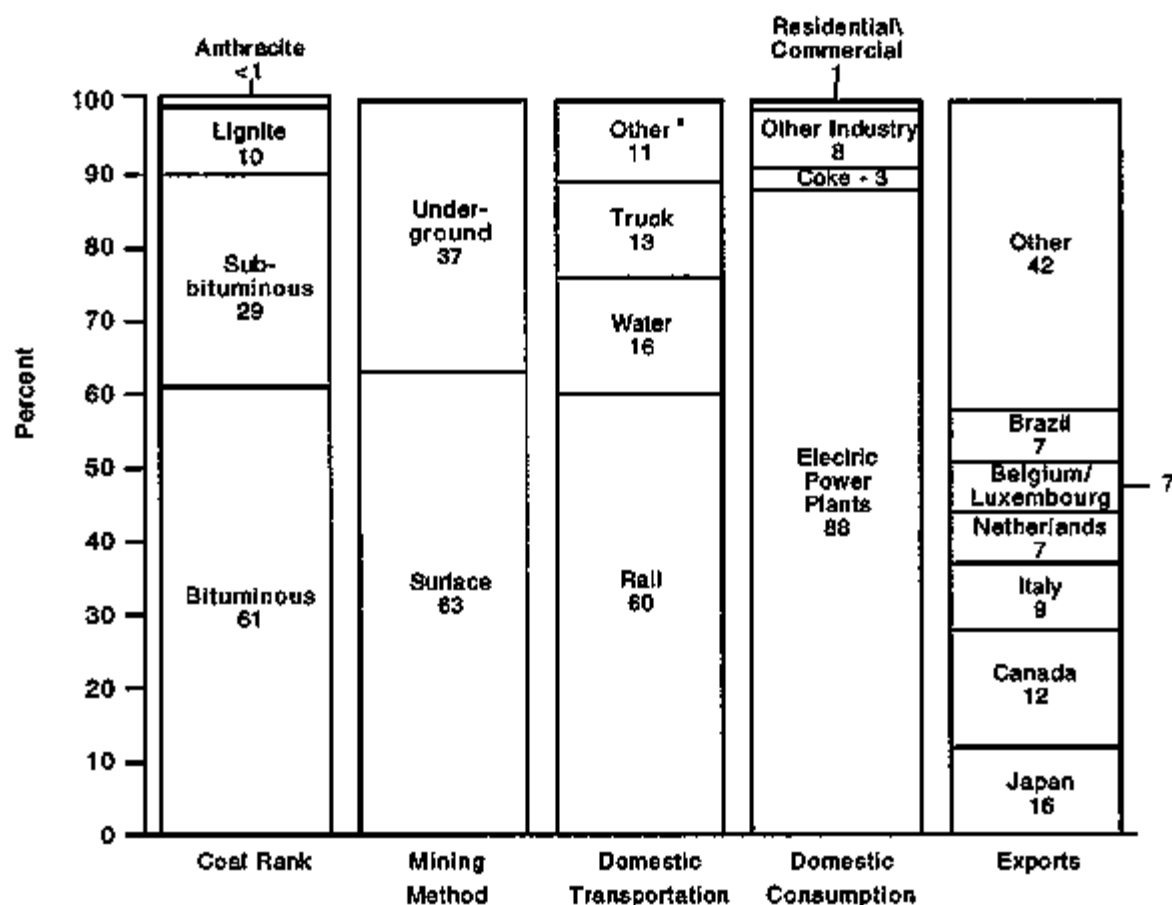 Residential\
Commercial
1
Anthracite
<1
100
90
80
70
60
50
40
30
20
10
0
Percent
Lignite
10
Sub-
bituminous
29
Bituminous
61
Under-
ground
37
Surface
63
Other *
11
Truck
13
Water
16
Rail
60
Other Industry
8
Coke - 3
Electric
Power
Plants
88
Other
42
Brazil
7
Belgium/
Luxembourg
7
Netherlands
7
Italy
9
Canada
12
Japan
16
Coal Rank
Mining
Method
Domestic
Transportation
Domestic
Consumption
Exports